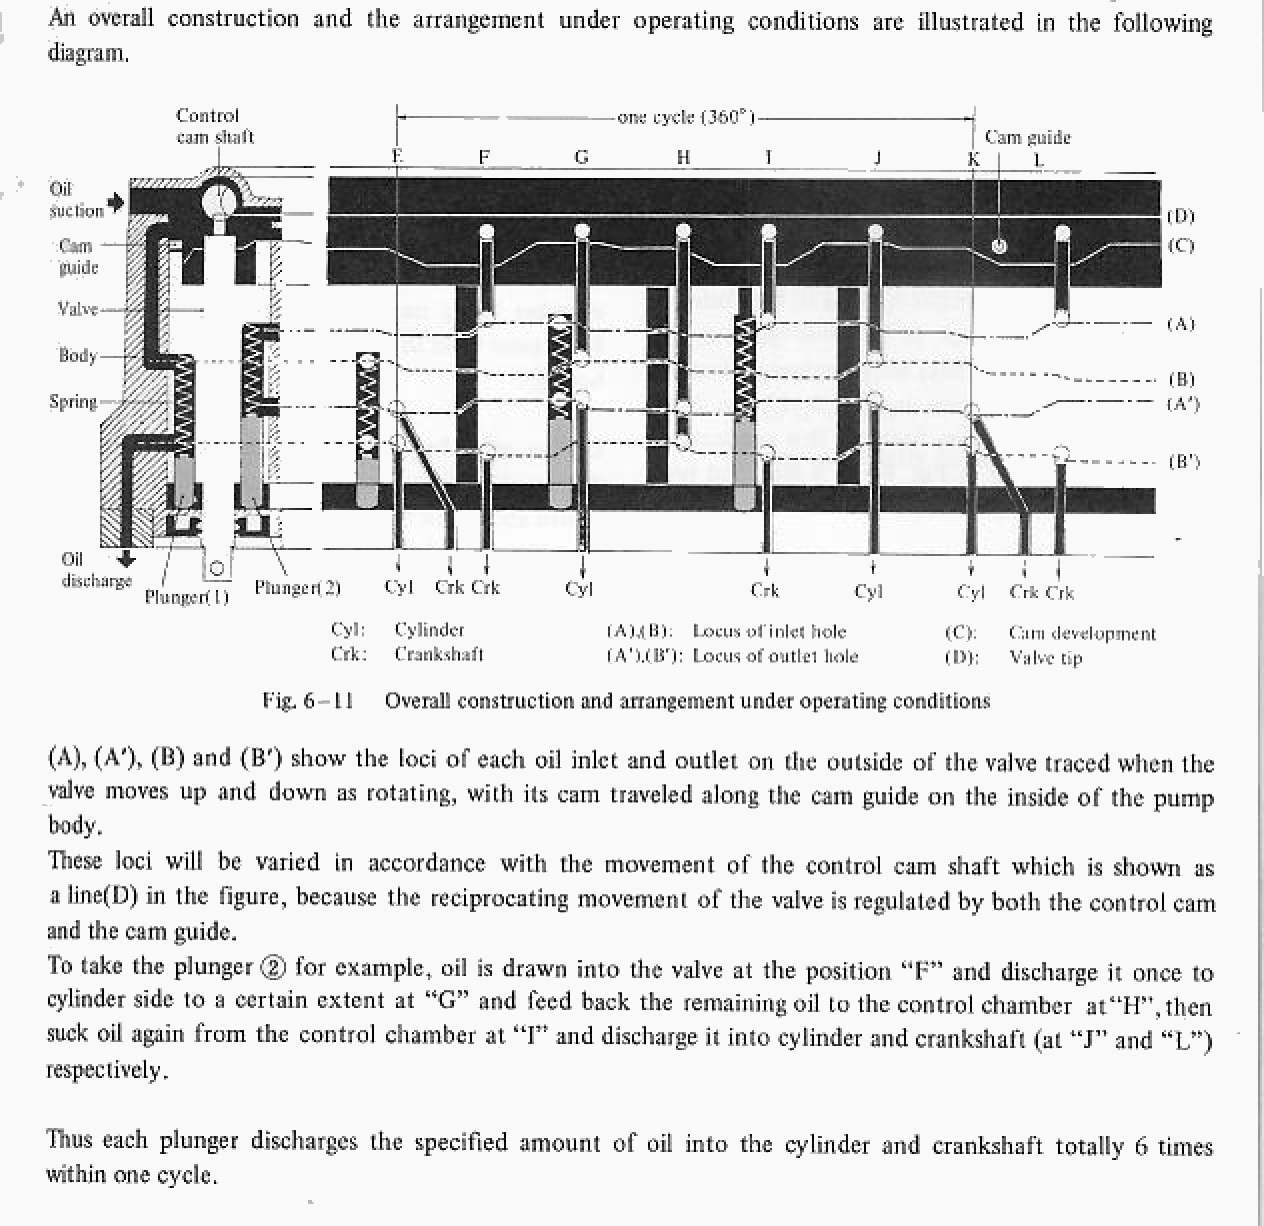 An overall construction and the arrangement under operating conditions are illustrated in the following
diagram.
Control
cam shaft
one cycle (360°)
Cam guide
E F G H I J K L
Oil
suction
(D)
Cam
guide
(C)
Valve
(A)
Body
(B)
Spring
(A')
(B')
Oil
discharge
Plunger(1)
Plunger(2)
Cyl Crk Crk Cyl Crk Cyl Cyl Crk Crk
Cyl: Cylinder (A),(B): Locus of inlet hole (C): Cam development
Crk: Crankshaft (A'),(B'): Locus of outlet hole (D): Valve tip
Fig. 6-11 Overall construction and arrangement under operating conditions
(A), (A'), (B) and (B') show the loci of each oil inlet and outlet on the outside of the valve traced when the
valve moves up and down as rotating, with its cam traveled along the cam guide on the inside of the pump
body.
These loci will be varied in accordance with the movement of the control cam shaft which is shown as
a line(D) in the figure, because the reciprocating movement of the valve is regulated by both the control cam
and the cam guide.
To take the plunger ② for example, oil is drawn into the valve at the position "F" and discharge it once to
cylinder side to a certain extent at "G" and feed back the remaining oil to the control chamber at "H", then
suck oil again from the control chamber at "I" and discharge it into cylinder and crankshaft (at "J" and "L")
respectively.
Thus each plunger discharges the specified amount of oil into the cylinder and crankshaft totally 6 times
within one cycle.